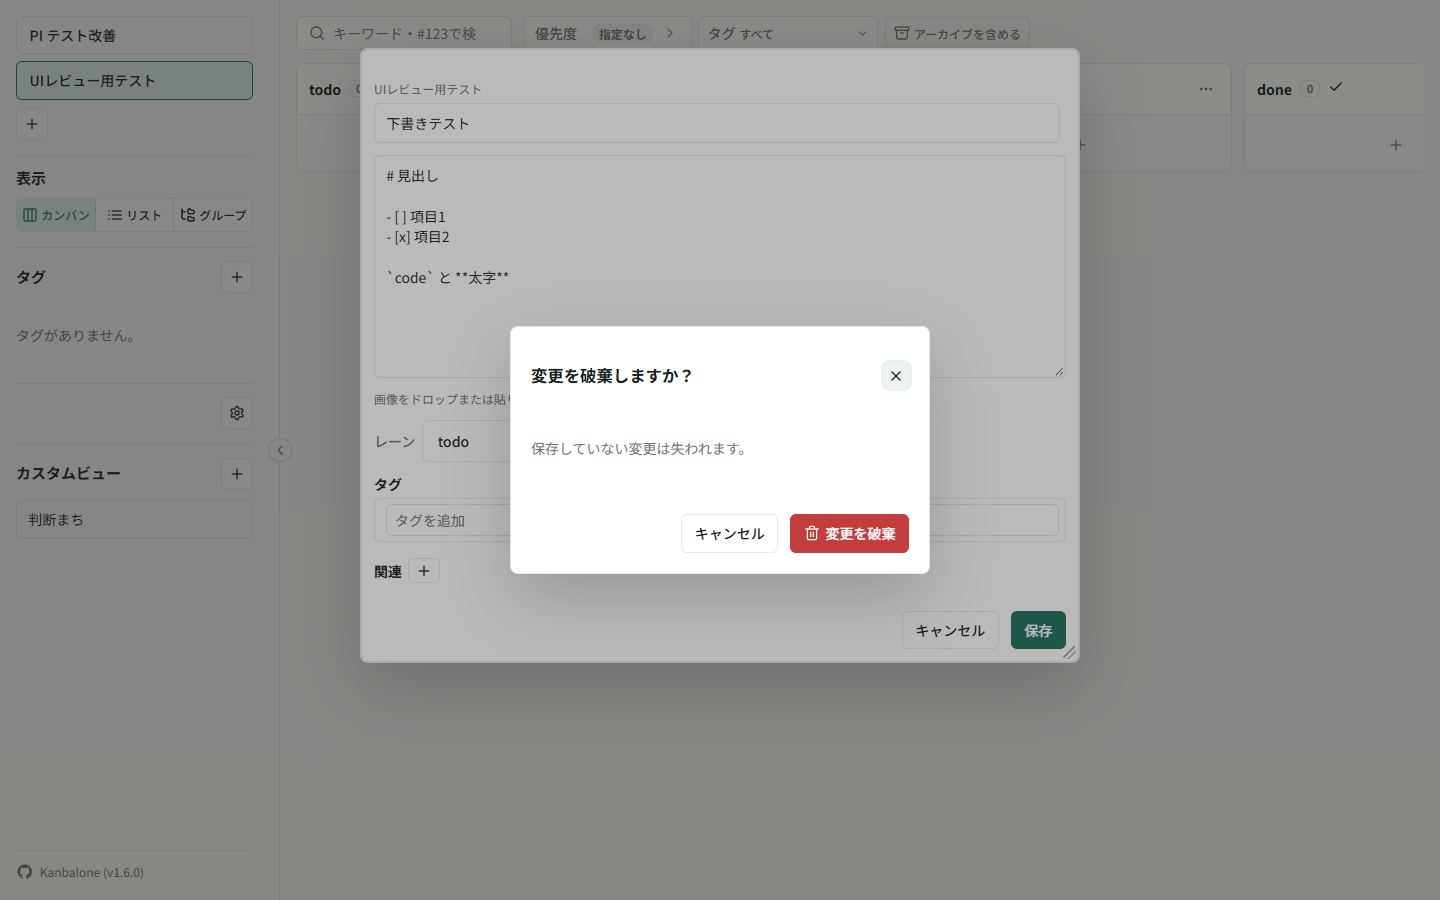 PI テスト改善
UIレビュー用テスト
表示
カンバン
リスト
グループ
タグ
タグがありません。
カスタムビュー
判断まち
Kanbalone (v1.6.0)
キーワード・#123で検
優先度 指定なし
タグ すべて
アーカイブを含める
todo
done 0
UIレビュー用テスト
下書きテスト
# 見出し
- [ ] 項目1
- [x] 項目2
`code` と **太字**
画像をドロップまたは貼
レーン todo
タグ
タグを追加
関連
キャンセル
保存
変更を破棄しますか？
保存していない変更は失われます。
キャンセル
変更を破棄